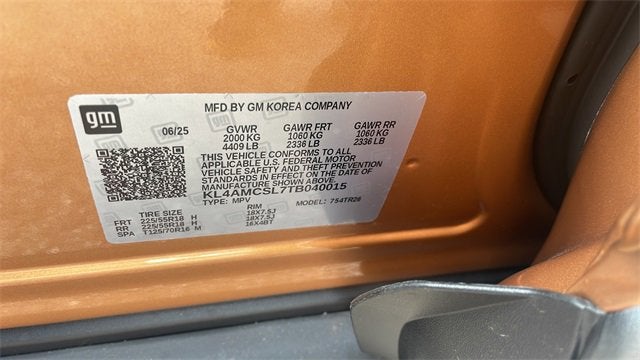 gm
MFD BY GM KOREA COMPANY
06/25 GVWR GAWR FRT GAWR RR
2000 KG 1060 KG 1060 KG
4409 LB 2336 LB 2336 LB
THIS VEHICLE CONFORMS TO ALL
APPLICABLE U.S. FEDERAL MOTOR
VEHICLE SAFETY AND THEFT PREVENTION
STANDARDS IN EFFECT ON THE DATE OF
MANUFACTURE SHOWN ABOVE.
KL4AMCSL7TB040015
TYPE: MPV MODEL: 754TR26
TIRE SIZE RIM
FRT 225/55R18 H 18X7.5J
RR 225/55R18 H 18X7.5J
SPA T125/70R16 M 16X4BT